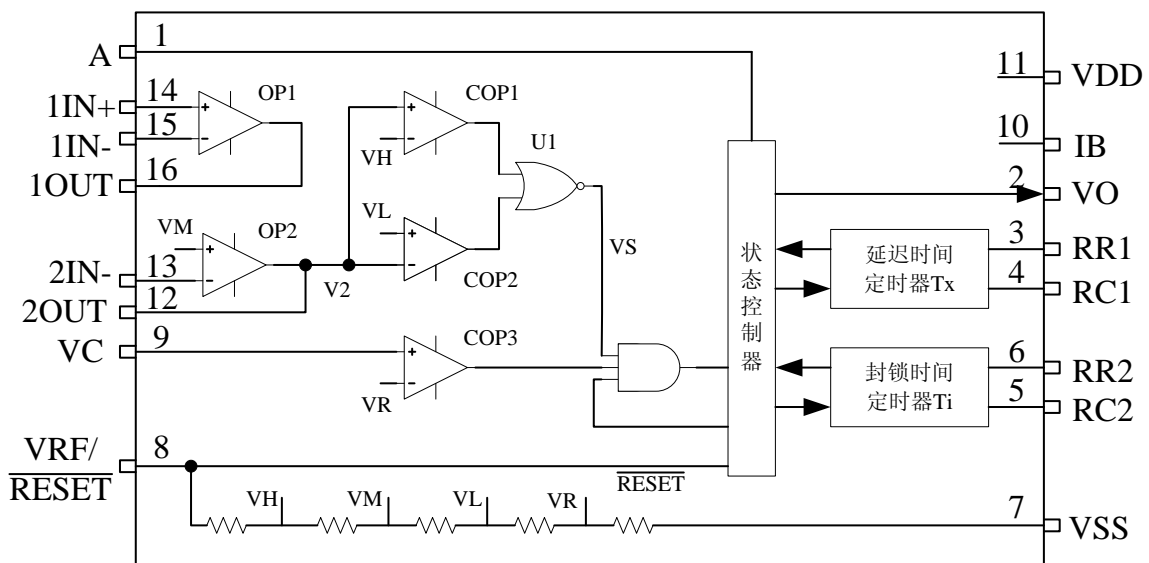 A
1
1IN+
14
1IN-
15
1OUT
16
OP1
+
-
VM
OP2
+
-
2IN-
13
2OUT
12
V2
VC
9
VRF/
RESET
8
COP1
+
-
VH
VL
+
-
COP2
COP3
+
-
VR
U1
VS
RESET
VH
VM
VL
VR
状态控制器
延迟时间
定时器Tx
封锁时间
定时器Ti
11
VDD
10
IB
2
VO
3
RR1
4
RC1
6
RR2
5
RC2
7
VSS